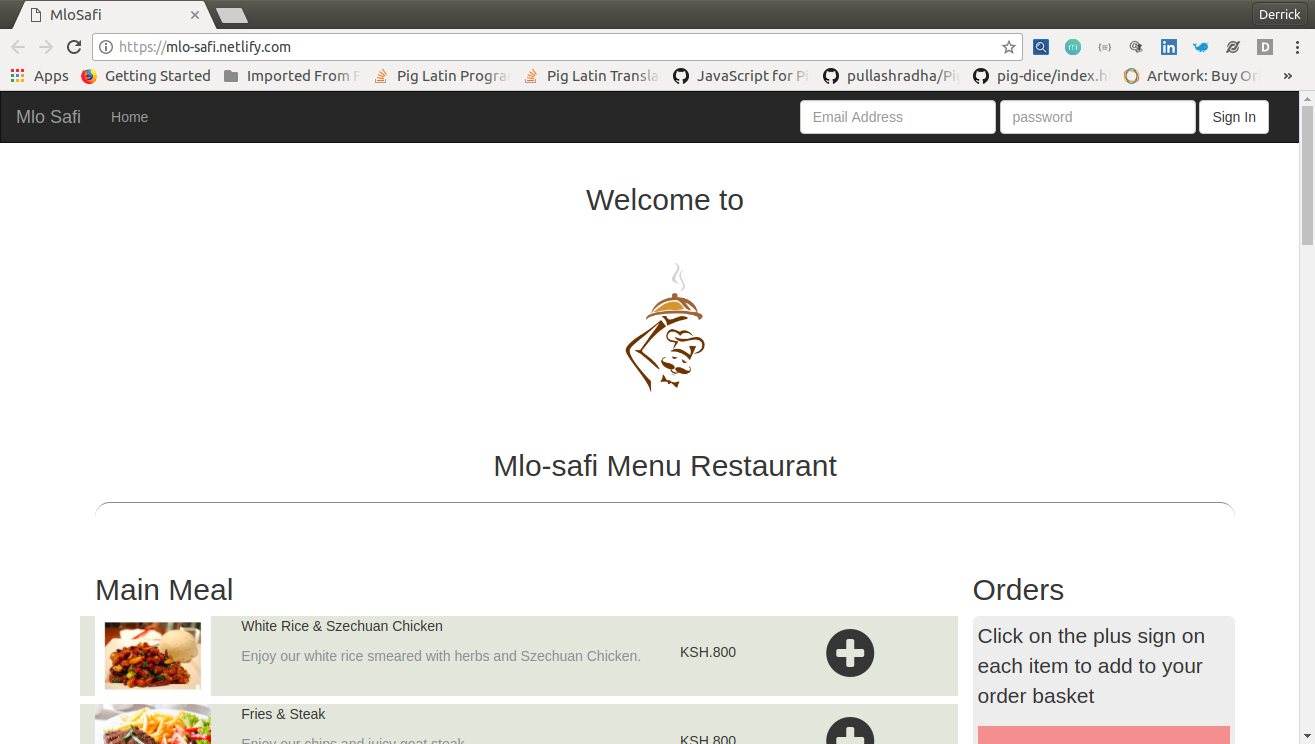 MloSafi
Derrick
https://mlo-safi.netlify.com
Apps
Getting Started
Imported From F
Pig Latin Progra
Pig Latin Transla
JavaScript for Pi
pullashradha/Pig
pig-dice/index.h
Artwork: Buy Ori
»
Mlo Safi
Home
Email Address
password
Sign In
Welcome to
Mlo-safi Menu Restaurant
Main Meal
Orders
White Rice & Szechuan Chicken
Enjoy our white rice smeared with herbs and Szechuan Chicken.
KSH.800
Click on the plus sign on
each item to add to your
order basket
Fries & Steak
Enjoy our chips and juicy goat steak
KSH.800